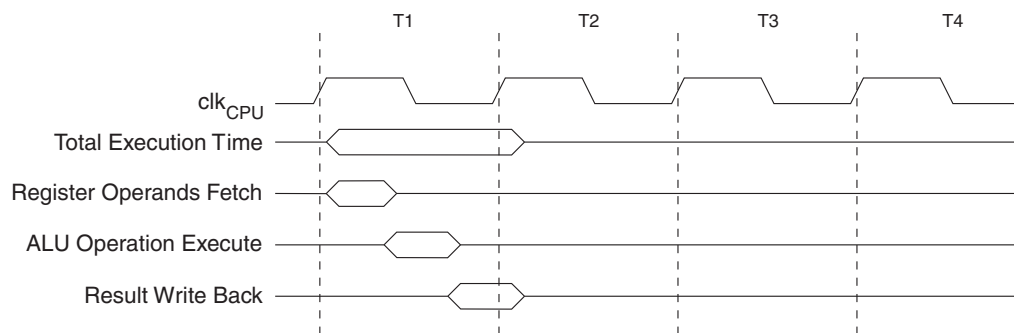 T1 T2 T3 T4
clkCPU
Total Execution Time
Register Operands Fetch
ALU Operation Execute
Result Write Back